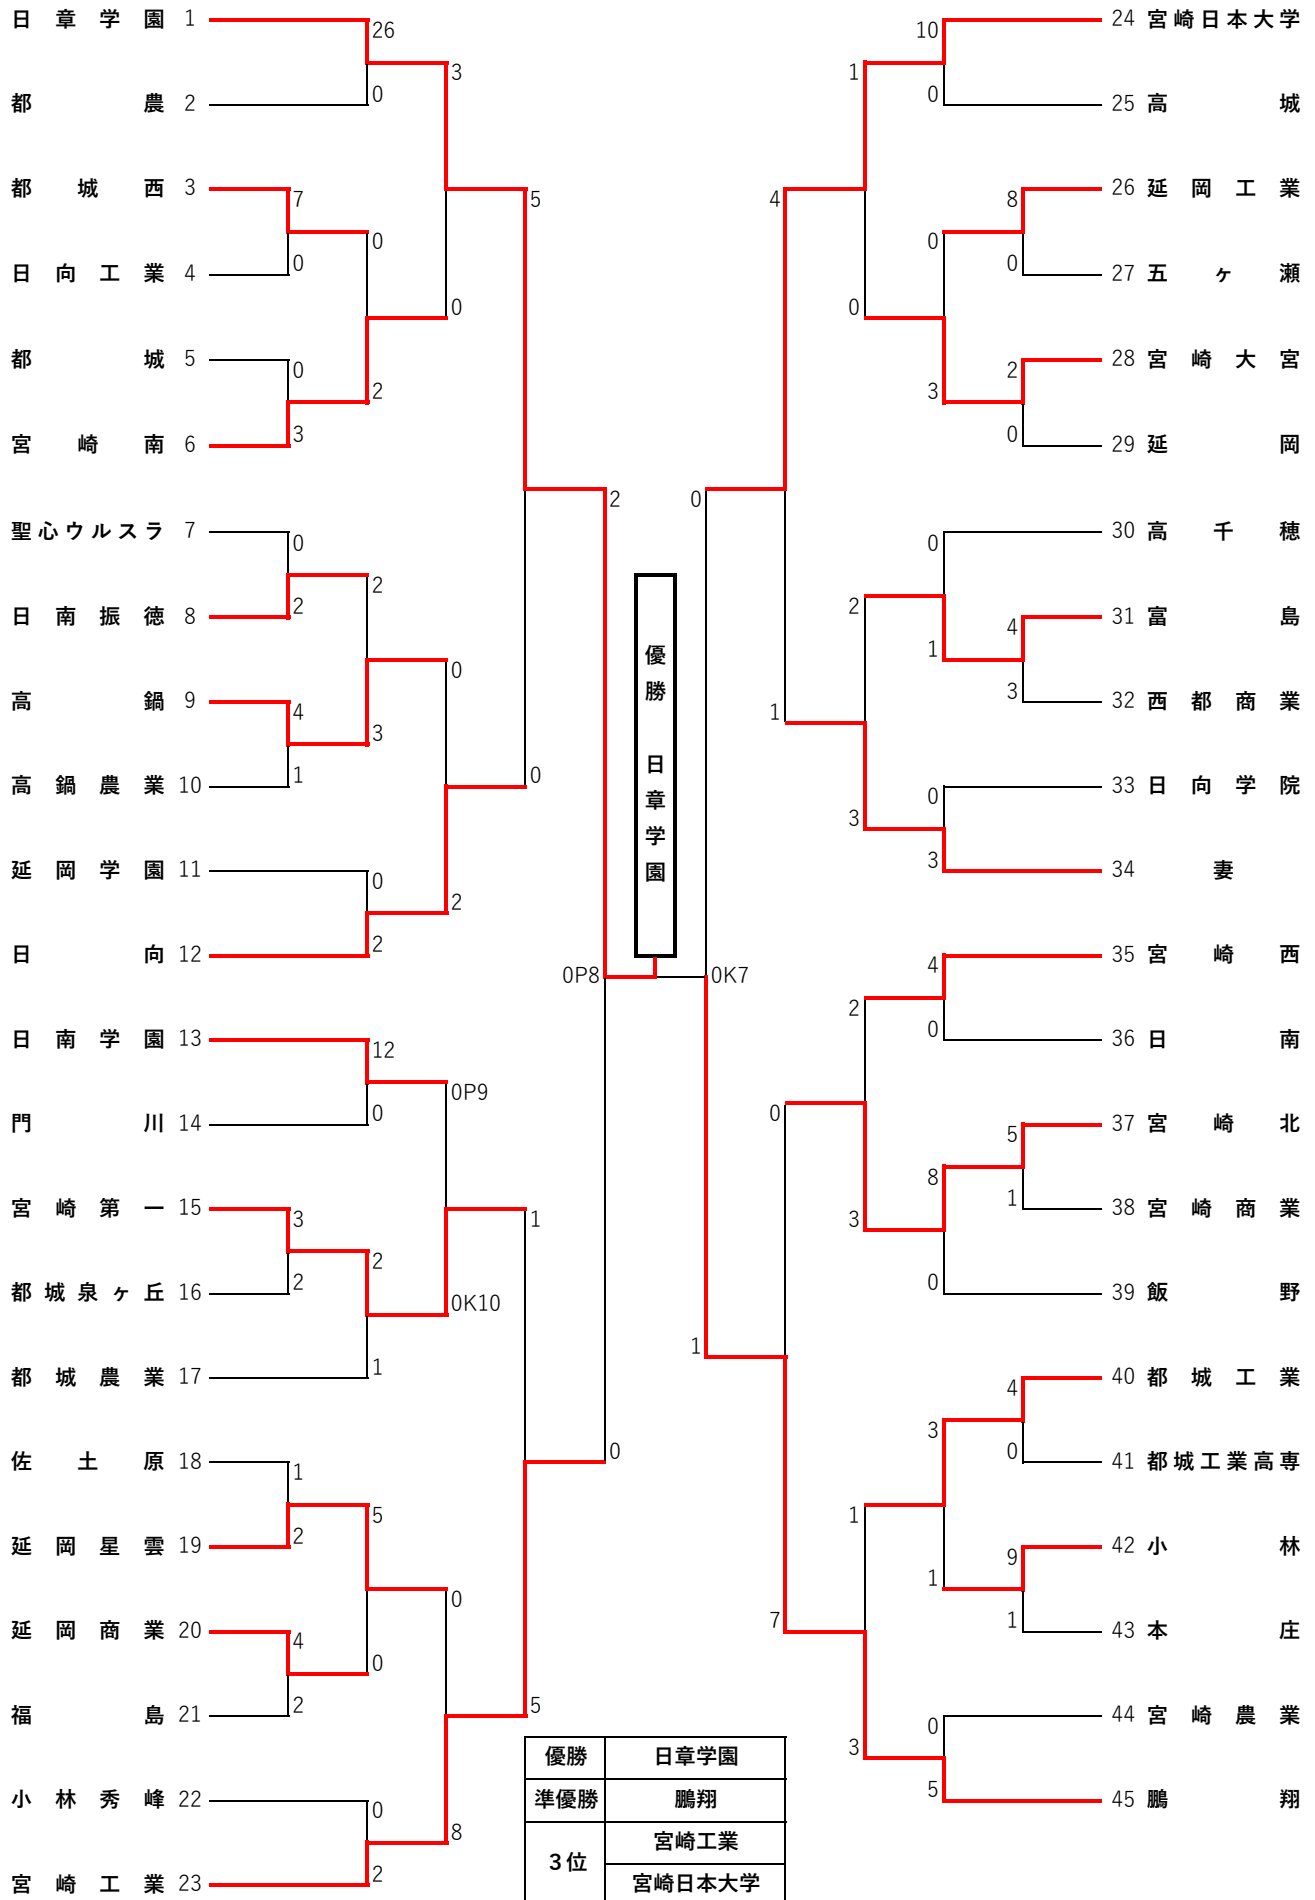 日章学園 1
都農 2
都城西 3
日向工業 4
都城 5
宮崎南 6
聖心ウルスラ 7
日南振徳 8
高鍋 9
高鍋農業 10
延岡学園 11
日向 12
日南学園 13
門川 14
宮崎第一 15
都城泉ヶ丘 16
都城農業 17
佐土原 18
延岡星雲 19
延岡商業 20
福島 21
小林秀峰 22
宮崎工業 23
7
0
0
3
0
2
4
1
3
2
1
2
4
2
26
0
0
2
2
3
0
2
12
0
2
1
5
0
0
2
3
0
0
2
0P9
0K10
0
8
5
0
1
5
2
0
0P8
優勝 日章学園
0K7
0
1
4
1
0
7
1
0
2
3
2
3
1
3
10
0
0
3
0
1
0
3
4
0
8
0
3
1
0
5
8
0
2
0
4
3
5
1
4
0
9
1
24 宮崎日本大学
25 高城
26 延岡工業
27 五ヶ瀬
28 宮崎大宮
29 延岡
30 高千穂
31 富島
32 西都商業
33 日向学院
34 妻
35 宮崎西
36 日南
37 宮崎北
38 宮崎商業
39 飯野
40 都城工業
41 都城工業高専
42 小林
43 本庄
44 宮崎農業
45 鵬翔
優勝 日章学園
準優勝 鵬翔
３位 宮崎工業
宮崎日本大学